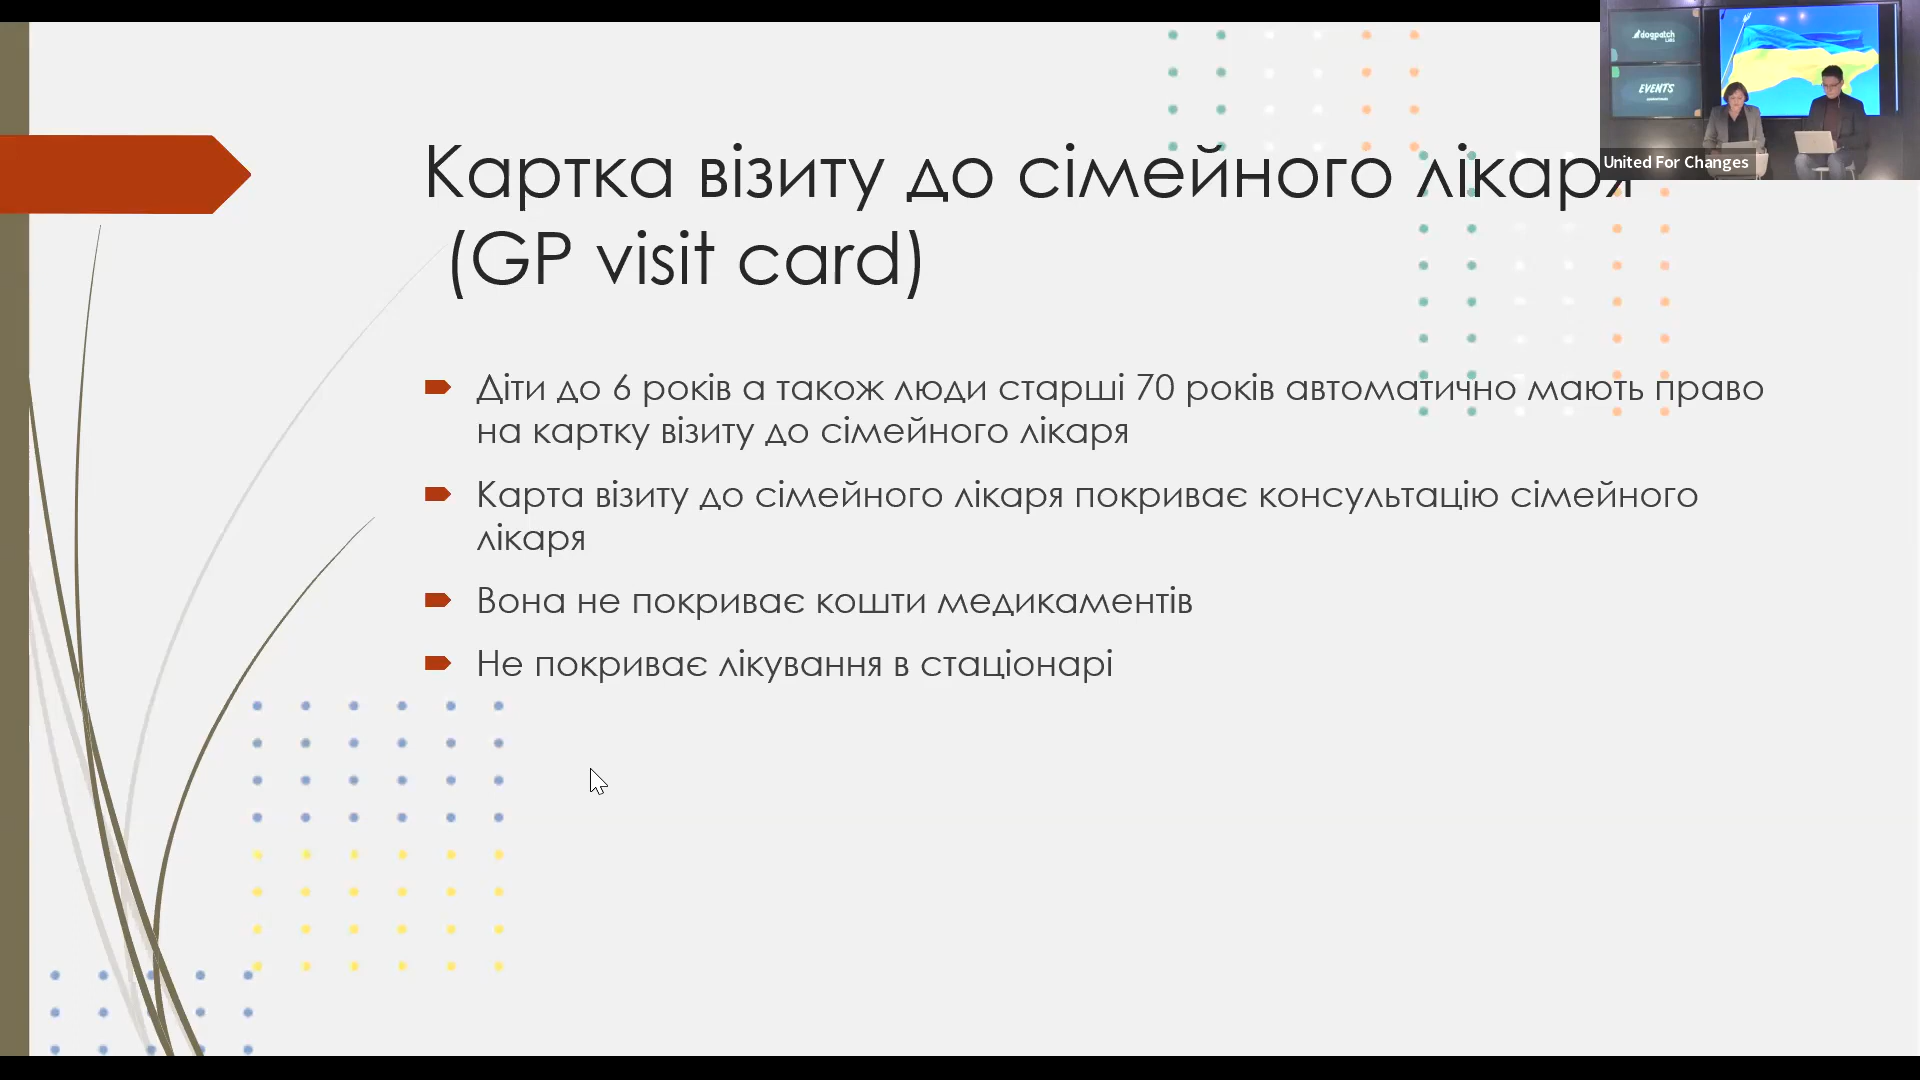 Картка візиту до сімейного лікаря
(GP visit card)
Діти до 6 років а також люди старші 70 років автоматично мають право
на картку візиту до сімейного лікаря
Карта візиту до сімейного лікаря покриває консультацію сімейного
лікаря
Вона не покриває кошти медикаментів
Не покриває лікування в стаціонарі
dogpatch
LABS
EVENTS
United For Changes